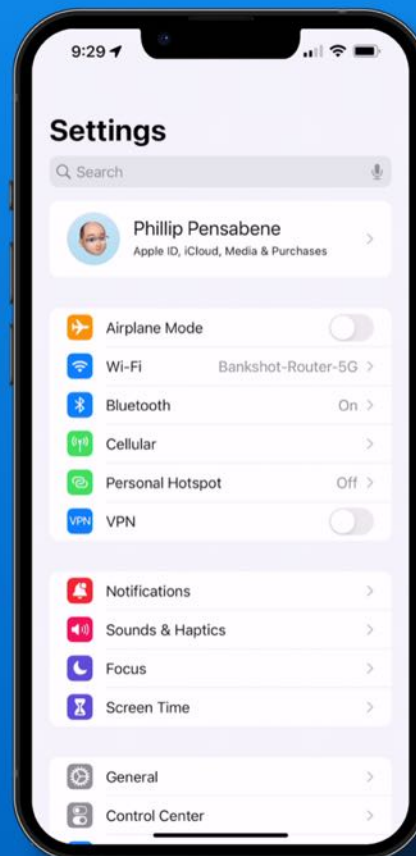 9:29
Settings
Search
Phillip Pensabene
Apple ID, iCloud, Media & Purchases
Airplane Mode
Wi-Fi Bankshot-Router-5G
Bluetooth On
Cellular
Personal Hotspot Off
VPN VPN
Notifications
Sounds & Haptics
Focus
Screen Time
General
Control Center